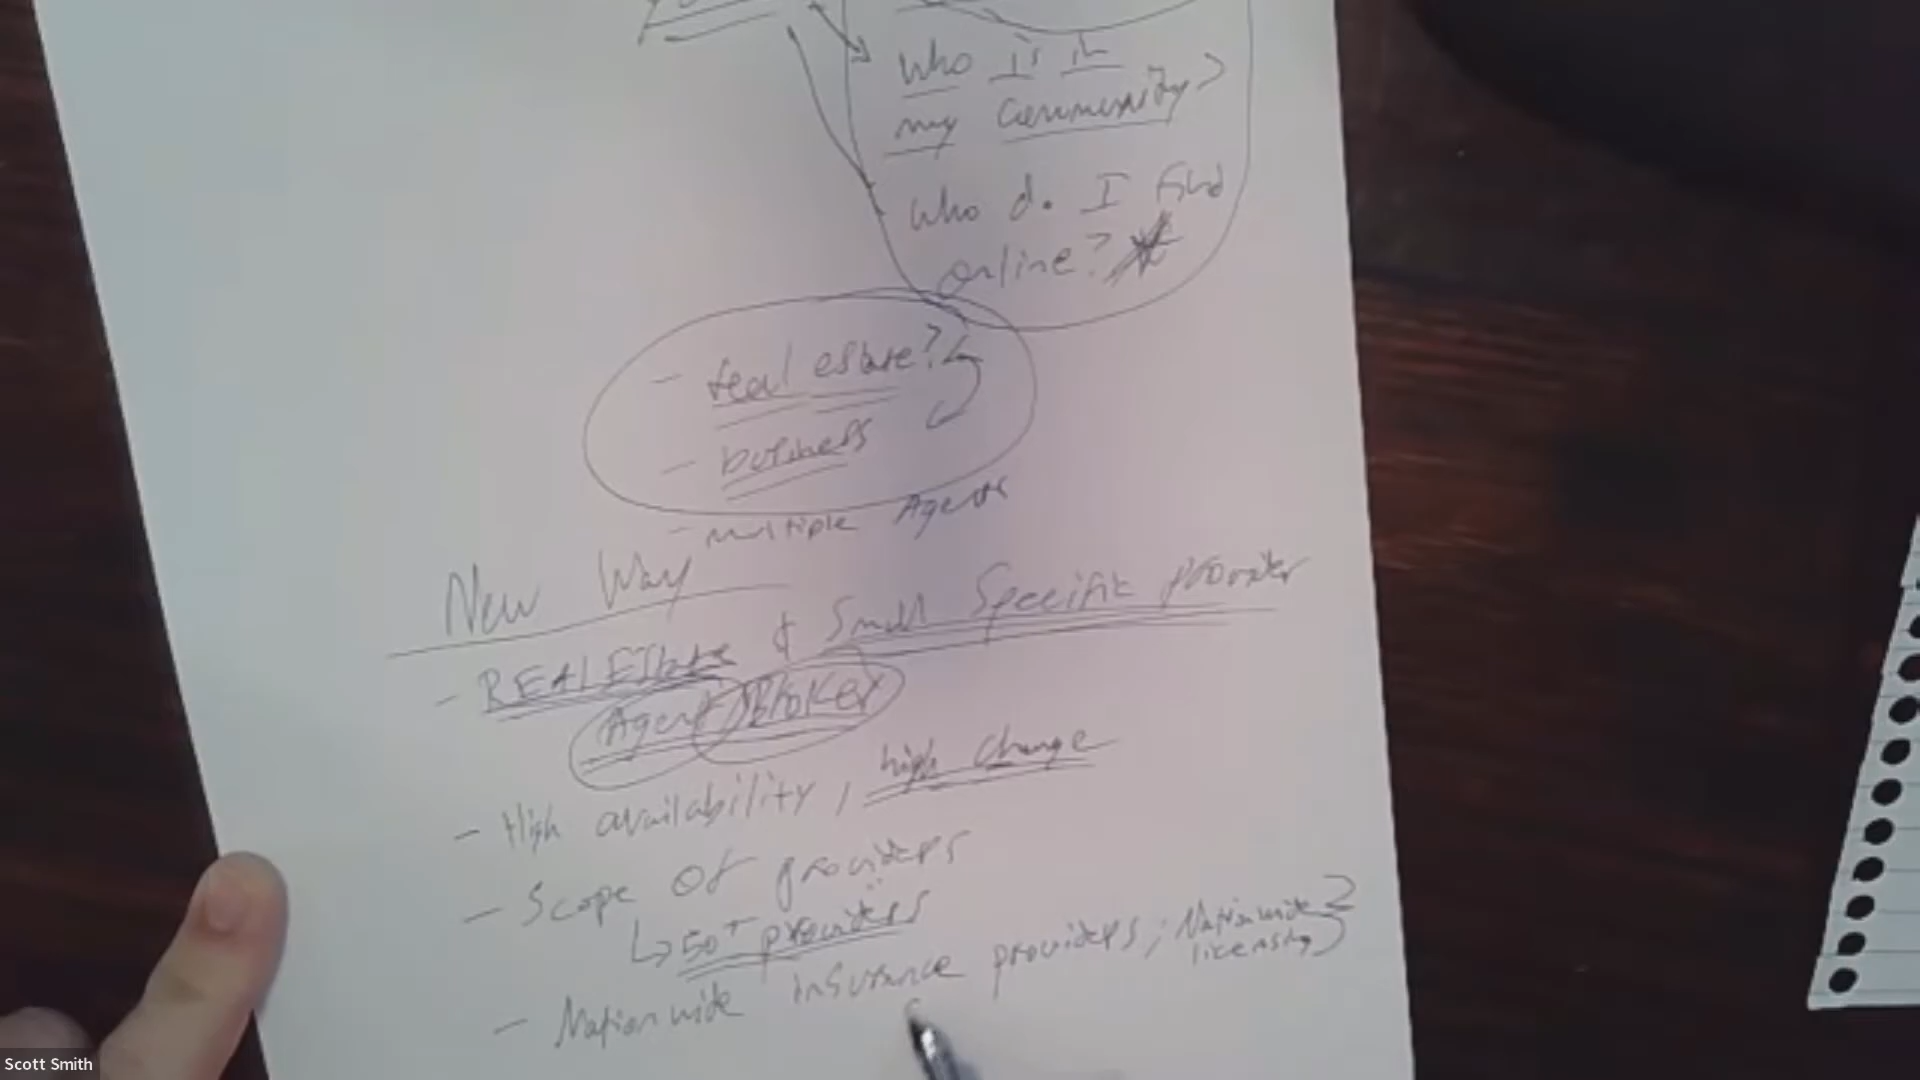 Who is in
my community?
Who do I find
online?
- real estate?
- business
- multiple Agents
New Way
- REAL EState & Small Specific provider
Agent Broker
- High availability, high change
- Scope of providers
↳ 50+ providers
- Nationwide insurance providers; Nationwide
licensing
Scott Smith